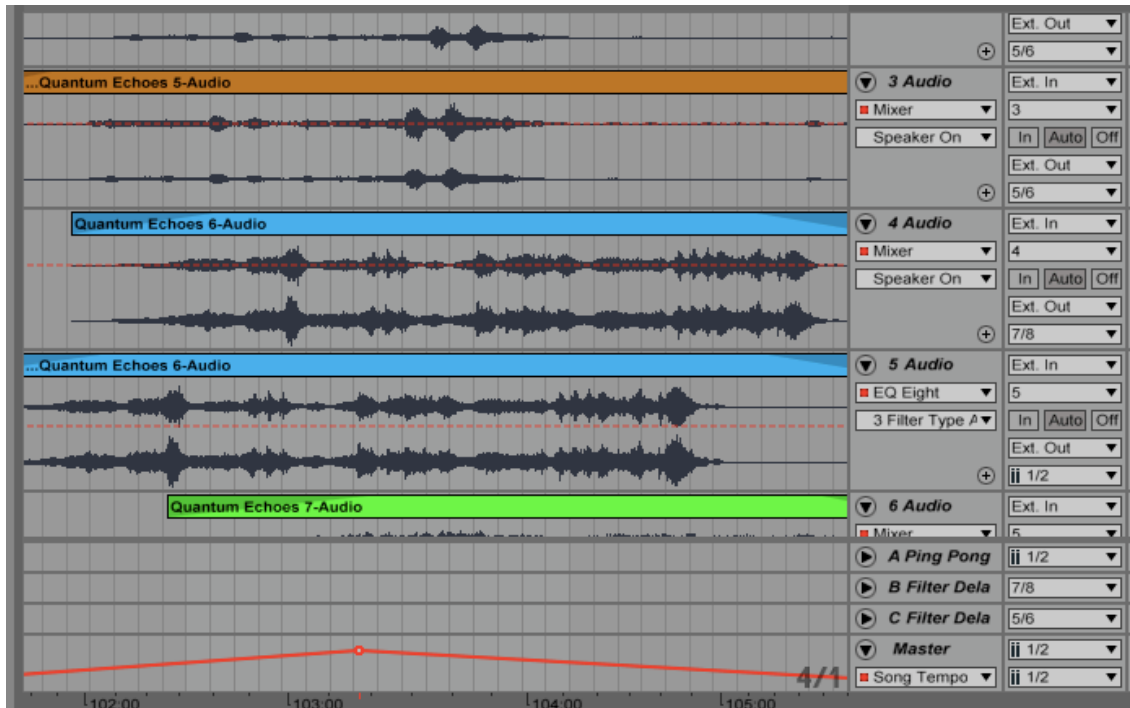 Ext. Out
5/6
...Quantum Echoes 5-Audio
3 Audio
Ext. In
Mixer
3
Speaker On
In Auto Off
Ext. Out
5/6
Quantum Echoes 6-Audio
4 Audio
Ext. In
Mixer
4
Speaker On
In Auto Off
Ext. Out
7/8
...Quantum Echoes 6-Audio
5 Audio
Ext. In
EQ Eight
5
3 Filter Type A
In Auto Off
Ext. Out
1/2
Quantum Echoes 7-Audio
6 Audio
Ext. In
Mixer
5
A Ping Pong
1/2
B Filter Dela
7/8
C Filter Dela
5/6
Master
1/2
4/1
Song Tempo
1/2
102:00
103:00
104:00
105:00